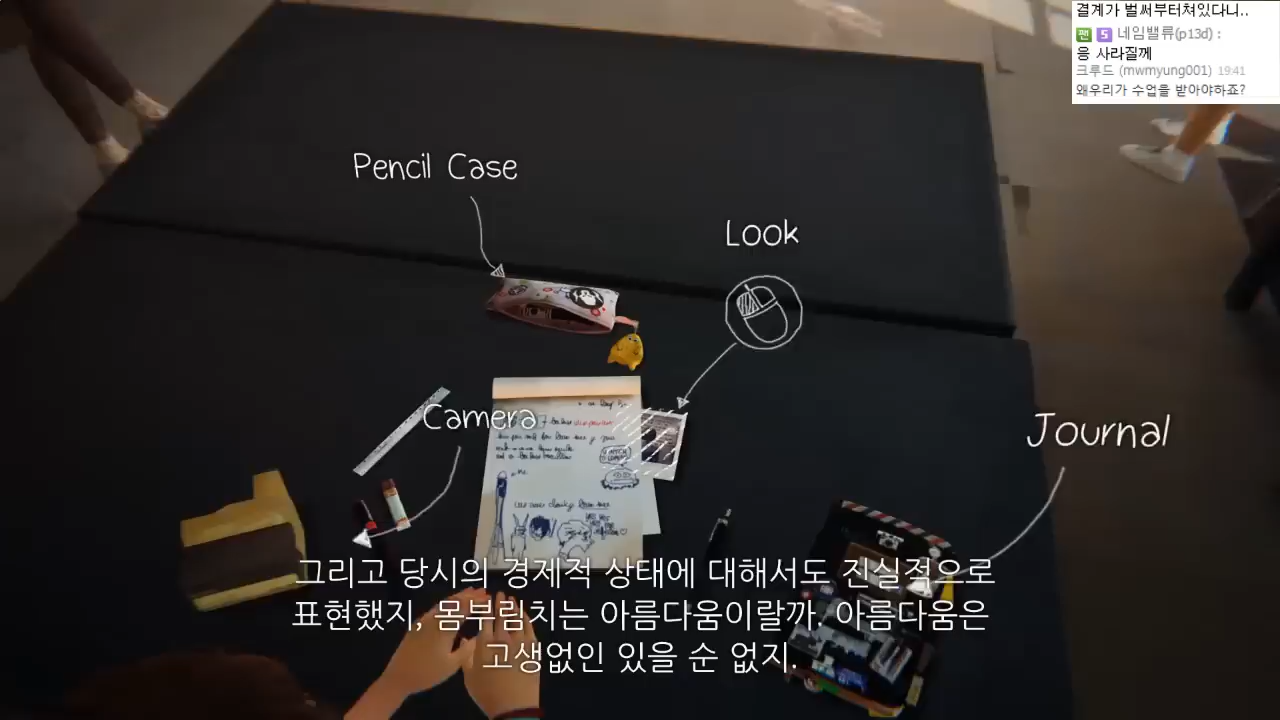 결계가 벌써부터쳐있다니..
팬 5 네임밸류(p13d) :
응 사라질께
크루드 (mwmyung001) 19:41
왜우리가 수업을 받아야하죠?
Pencil Case
Look
Camera
Journal
그리고 당시의 경제적 상태에 대해서도 진실적으로
표현했지, 몸부림치는 아름다움이랄까. 아름다움은
고생없인 있을 순 없지.